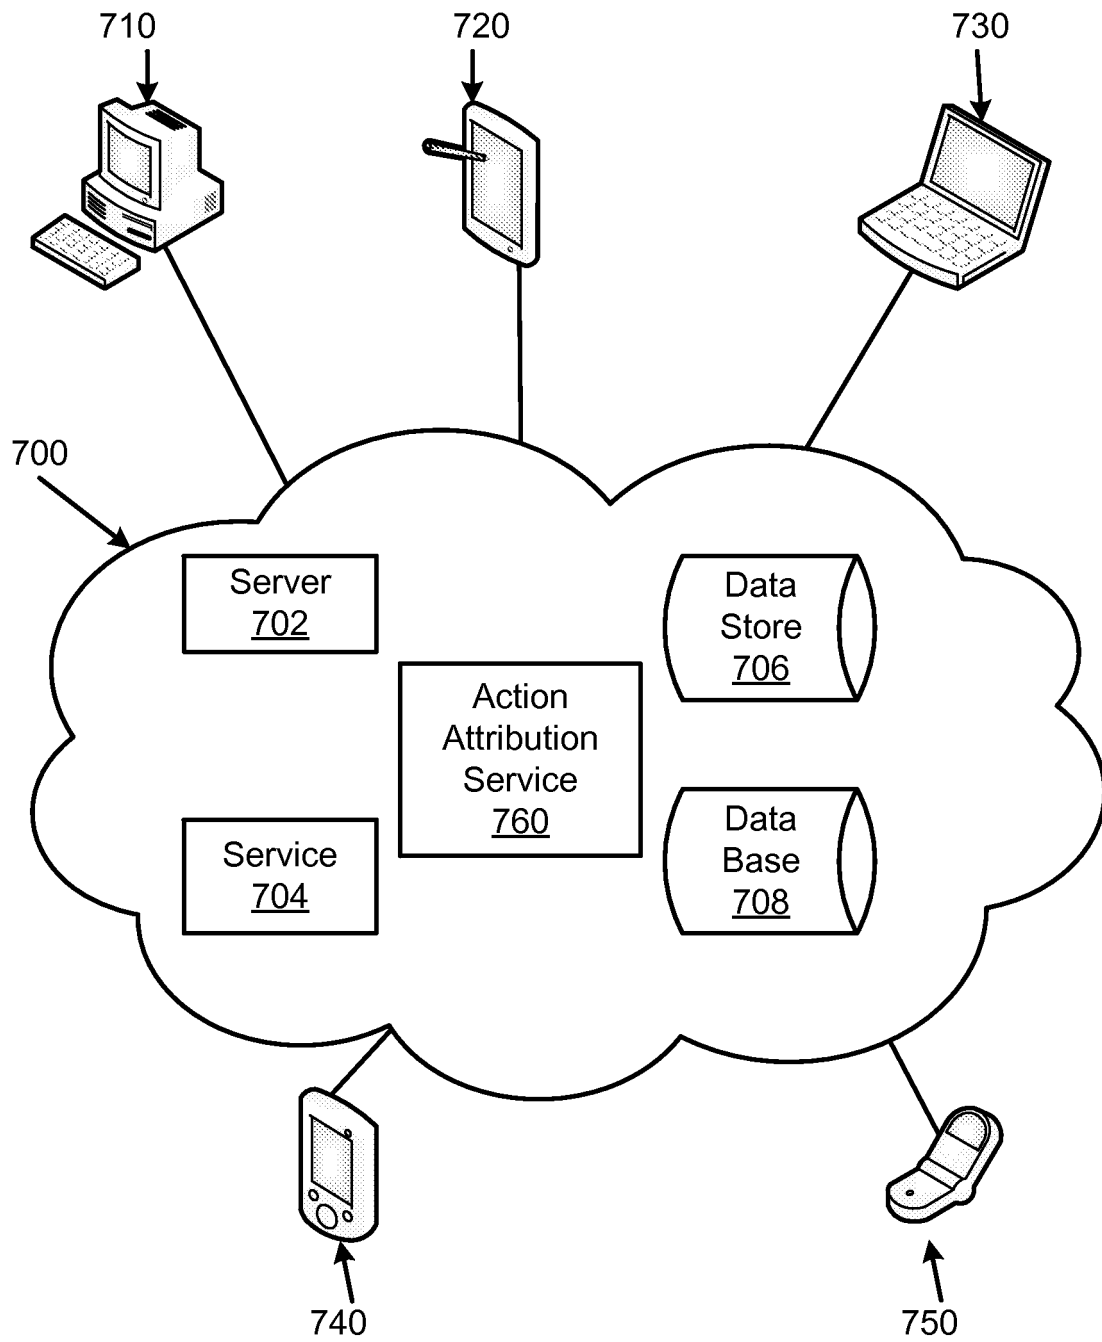 710
720
730
700
Server
702
Data
Store
706
Action
Attribution
Service
760
Service
704
Data
Base
708
740
750